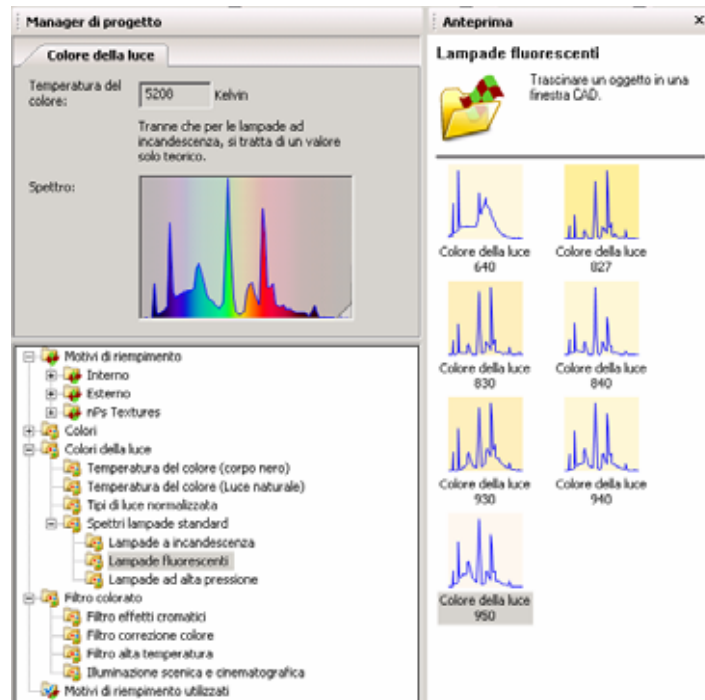 Manager di progetto
Colore della luce
Temperatura del
colore:
5200
Kelvin
Tranne che per le lampade ad
incandescenza, si tratta di un valore
solo teorico.
Spettro:
Motivi di riempimento
Interno
Esterno
nPs Textures
Colori
Colori della luce
Temperatura del colore (corpo nero)
Temperatura del colore (Luce naturale)
Tipi di luce normalizzata
Spettri lampade standard
Lampade a incandescenza
Lampade fluorescenti
Lampade ad alta pressione
Filtro colorato
Filtro effetti cromatici
Filtro correzione colore
Filtro alta temperatura
Illuminazione scenica e cinematografica
Motivi di riempimento utilizzati
Anteprima
Lampade fluorescenti
Trascinare un oggetto in una
finestra CAD.
Colore della luce
640
Colore della luce
827
Colore della luce
830
Colore della luce
840
Colore della luce
930
Colore della luce
940
Colore della luce
950